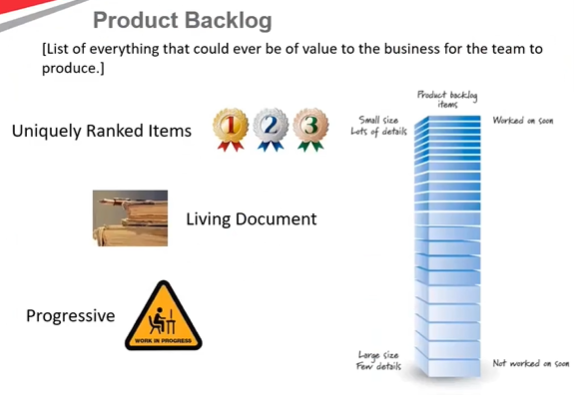 Product Backlog
[List of everything that could ever be of value to the business for the team to
produce.]
Product backlog
items
Small size
Lots of details
Worked on soon
Uniquely Ranked Items
1 2 3
Living Document
Progressive
WORK IN PROGRESS
Large size
Few details
Not worked on soon